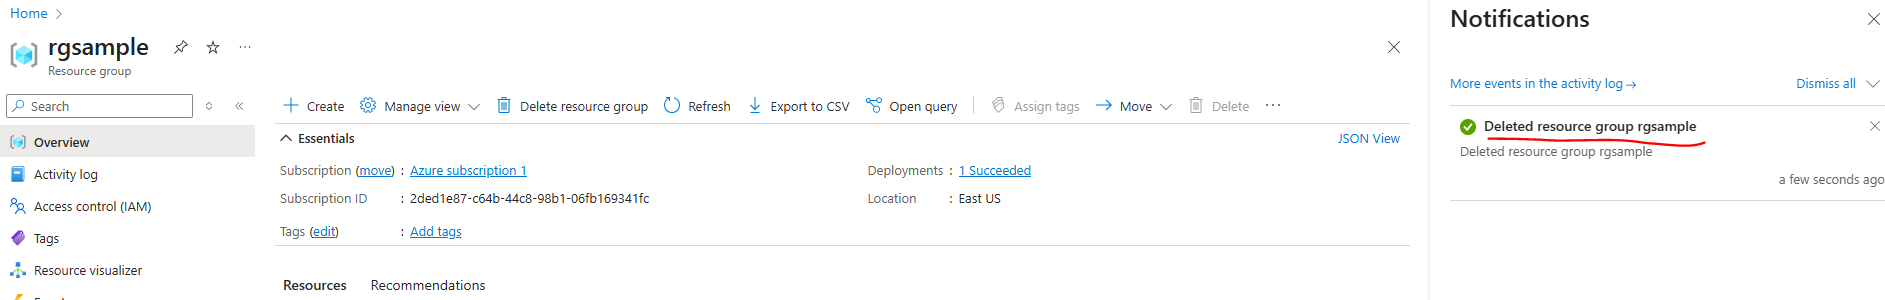 Home
rgsample
Resource group
Search
Overview
Activity log
Access control (IAM)
Tags
Resource visualizer
Create Manage view Delete resource group Refresh Export to CSV Open query Assign tags Move Delete
Essentials JSON View
Subscription (move) : Azure subscription 1 Deployments : 1 Succeeded
Subscription ID : 2ded1e87-c64b-44c8-98b1-06fb169341fc Location : East US
Tags (edit) : Add tags
Resources Recommendations
Notifications
More events in the activity log → Dismiss all
Deleted resource group rgsample
Deleted resource group rgsample
a few seconds ago